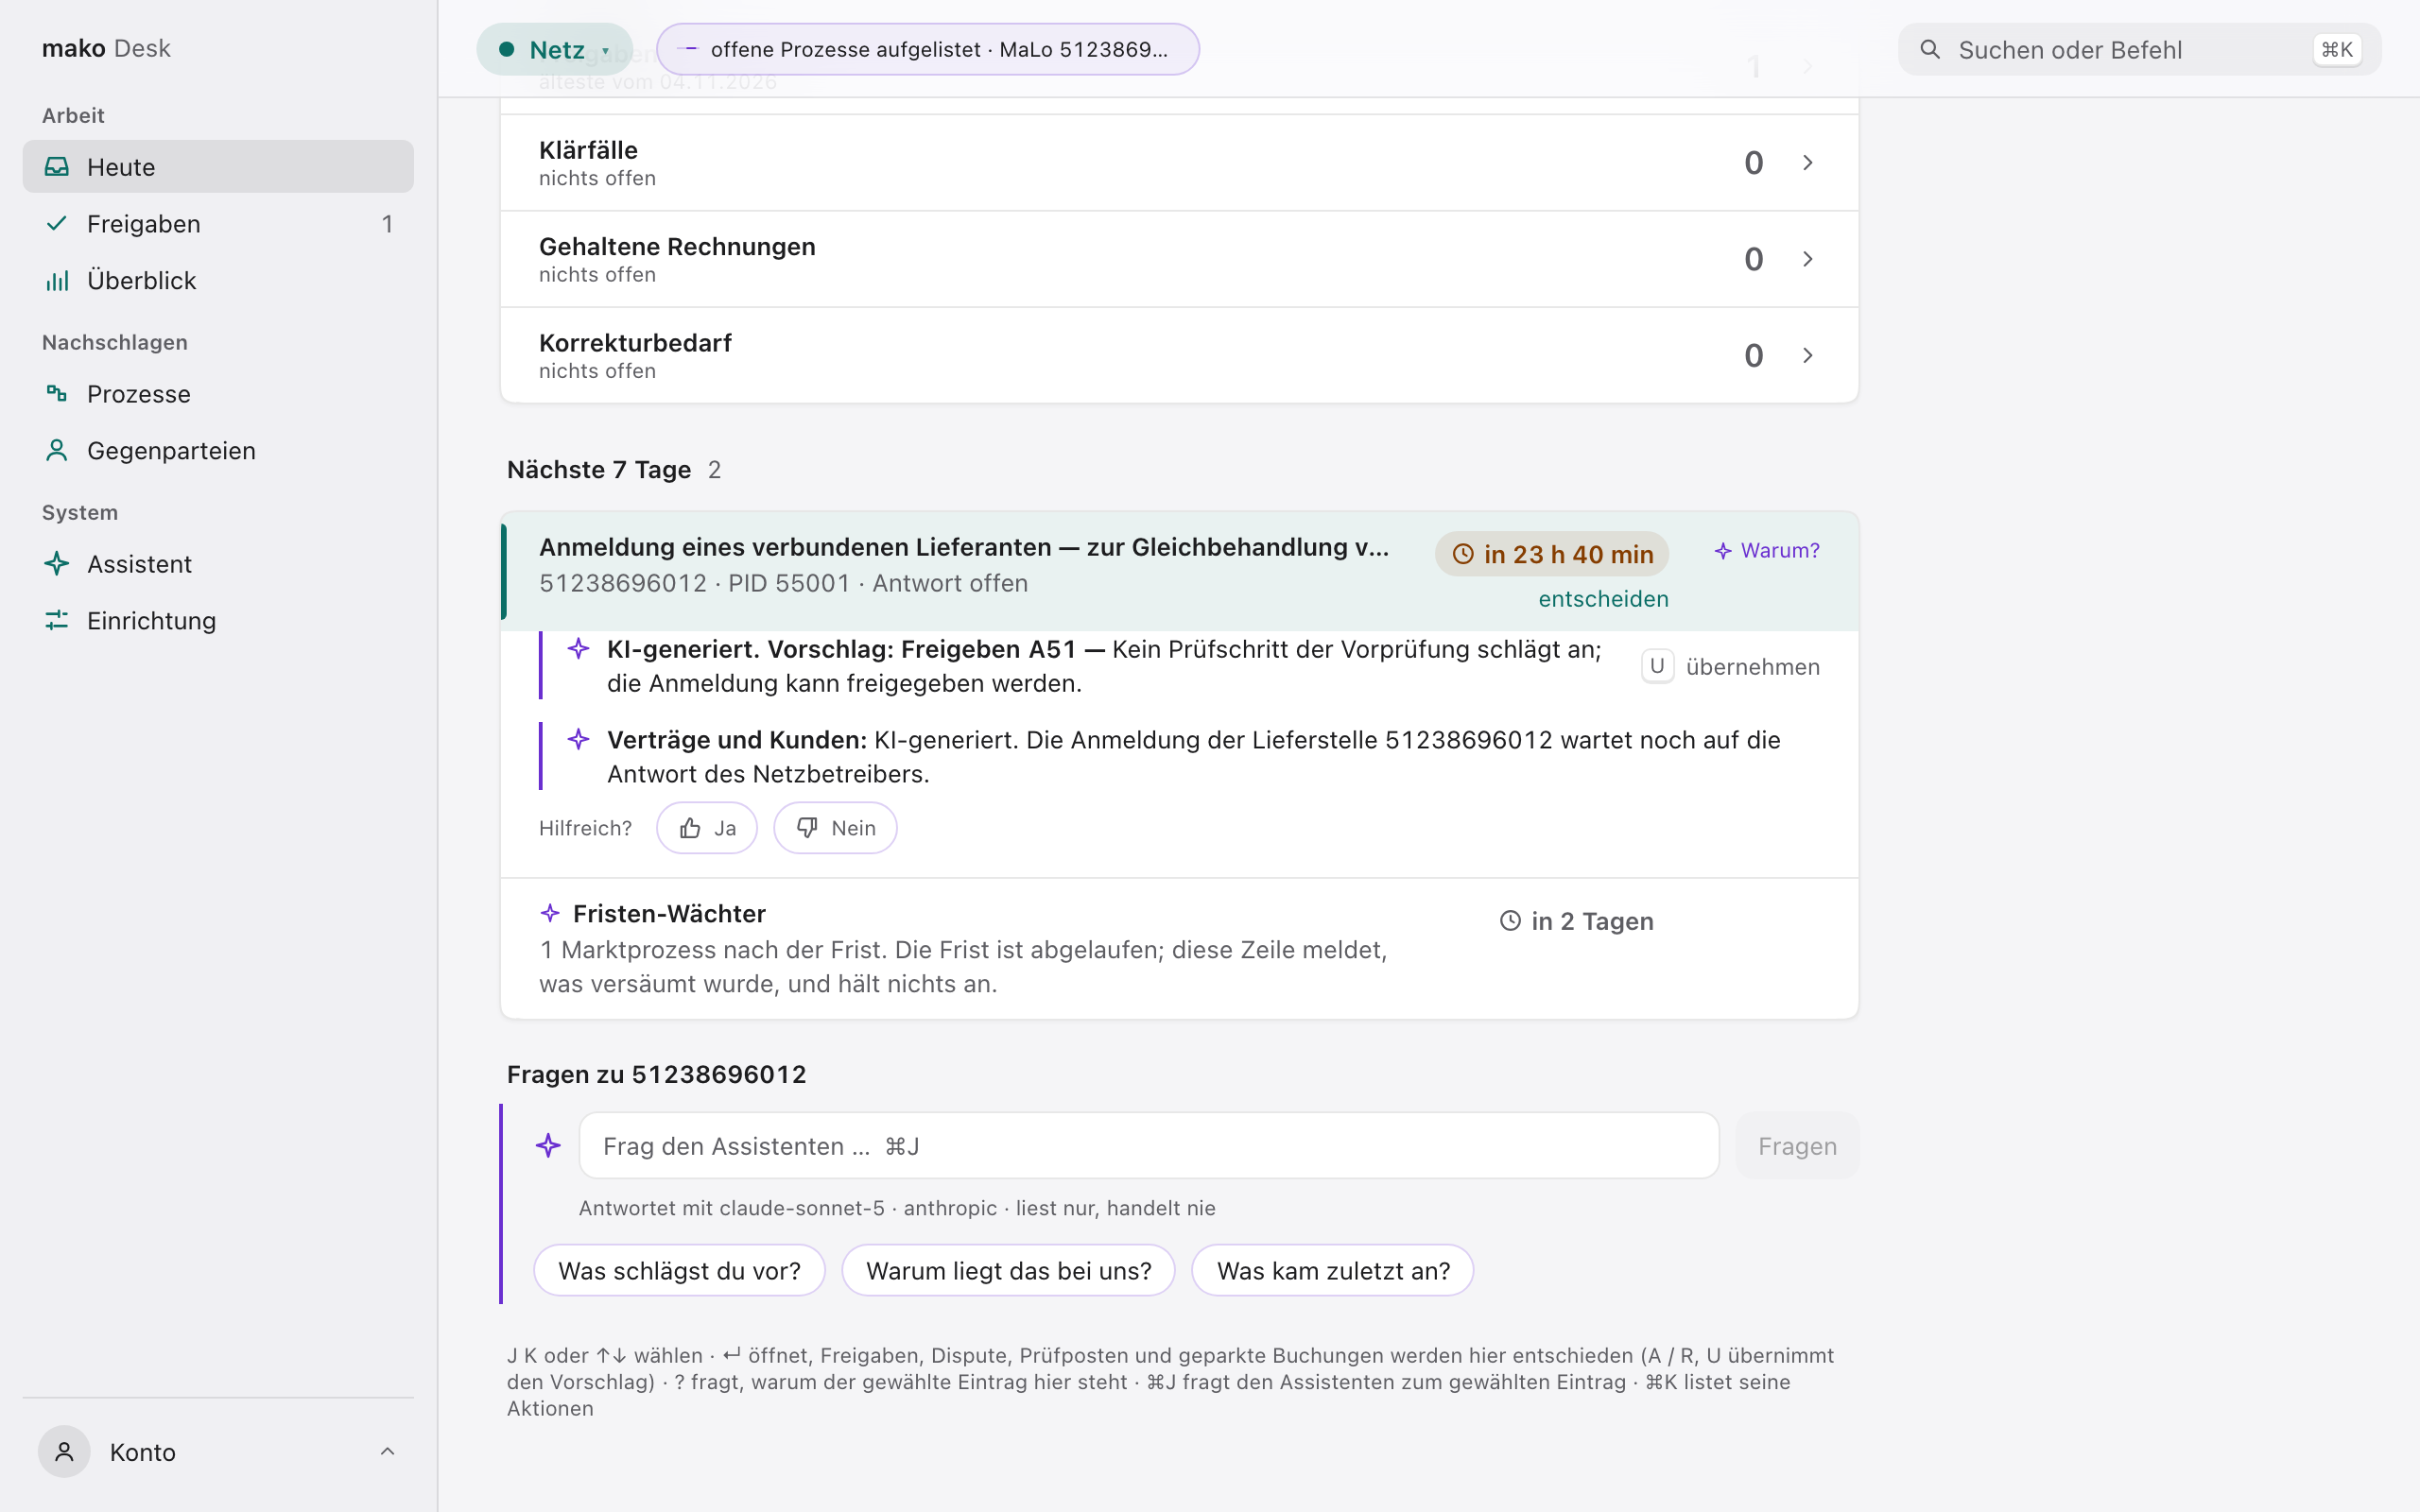 mako Desk
Arbeit
Heute
Freigaben 1
Überblick
Nachschlagen
Prozesse
Gegenparteien
System
Assistent
Einrichtung
Konto
Netz
offene Prozesse aufgelistet · MaLo 5123869...
Suchen oder Befehl ⌘K
älteste vom 04.11.2026
1
Klärfälle
nichts offen
0
Gehaltene Rechnungen
nichts offen
0
Korrekturbedarf
nichts offen
0
Nächste 7 Tage 2
Anmeldung eines verbundenen Lieferanten — zur Gleichbehandlung v...
51238696012 · PID 55001 · Antwort offen
in 23 h 40 min
entscheiden
Warum?
KI-generiert. Vorschlag: Freigeben A51 — Kein Prüfschritt der Vorprüfung schlägt an;
die Anmeldung kann freigegeben werden.
U übernehmen
Verträge und Kunden: KI-generiert. Die Anmeldung der Lieferstelle 51238696012 wartet noch auf die
Antwort des Netzbetreibers.
Hilfreich? Ja Nein
Fristen-Wächter
1 Marktprozess nach der Frist. Die Frist ist abgelaufen; diese Zeile meldet,
was versäumt wurde, und hält nichts an.
in 2 Tagen
Fragen zu 51238696012
Frag den Assistenten ... ⌘J
Fragen
Antwortet mit claude-sonnet-5 · anthropic · liest nur, handelt nie
Was schlägst du vor? Warum liegt das bei uns? Was kam zuletzt an?
J K oder ↑↓ wählen · ↵ öffnet, Freigaben, Dispute, Prüfposten und geparkte Buchungen werden hier entschieden (A / R, U übernimmt
den Vorschlag) · ? fragt, warum der gewählte Eintrag hier steht · ⌘J fragt den Assistenten zum gewählten Eintrag · ⌘K listet seine
Aktionen